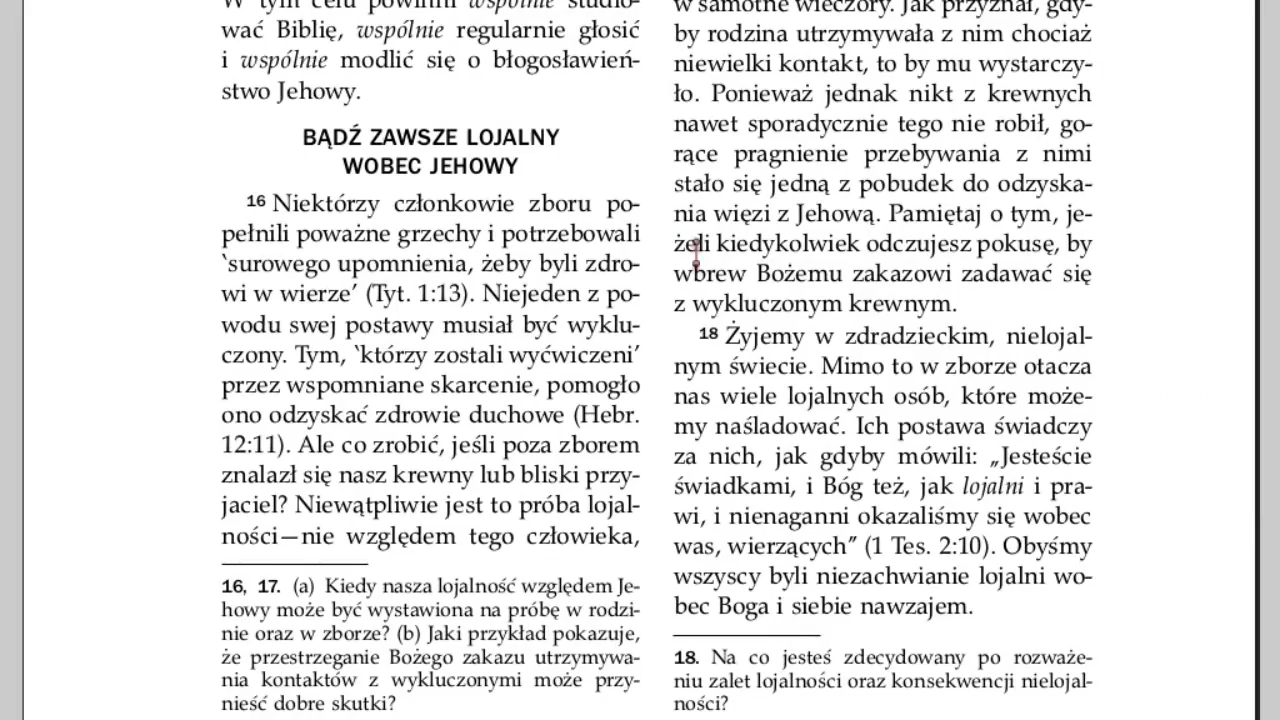 W tym celu powinni wspólnie studio-
wać Biblię, wspólnie regularnie głosić
i wspólnie modlić się o błogosławień-
stwo Jehowy.
BĄDŹ ZAWSZE LOJALNY
WOBEC JEHOWY
16 Niektórzy członkowie zboru po-
pełnili poważne grzechy i potrzebowali
‘surowego upomnienia, żeby byli zdro-
wi w wierze’ (Tyt. 1:13). Niejeden z po-
wodu swej postawy musiał być wyklu-
czony. Tym, ‘którzy zostali wyćwiczeni’
przez wspomniane skarcenie, pomogło
ono odzyskać zdrowie duchowe (Hebr.
12:11). Ale co zrobić, jeśli poza zborem
znalazł się nasz krewny lub bliski przy-
jaciel? Niewątpliwie jest to próba lojal-
ności—nie względem tego człowieka,
16, 17. (a) Kiedy nasza lojalność względem Je-
howy może być wystawiona na próbę w rodzi-
nie oraz w zborze? (b) Jaki przykład pokazuje,
że przestrzeganie Bożego zakazu utrzymywa-
nia kontaktów z wykluczonymi może przy-
nieść dobre skutki?
w samotne wieczory. Jak przyznał, gdy-
by rodzina utrzymywała z nim chociaż
niewielki kontakt, to by mu wystarczy-
ło. Ponieważ jednak nikt z krewnych
nawet sporadycznie tego nie robił, go-
rące pragnienie przebywania z nimi
stało się jedną z pobudek do odzyska-
nia więzi z Jehową. Pamiętaj o tym, je-
żeli kiedykolwiek odczujesz pokusę, by
wbrew Bożemu zakazowi zadawać się
z wykluczonym krewnym.
18 Żyjemy w zdradzieckim, nielojal-
nym świecie. Mimo to w zborze otacza
nas wiele lojalnych osób, które może-
my naśladować. Ich postawa świadczy
za nich, jak gdyby mówili: „Jesteście
świadkami, i Bóg też, jak lojalni i pra-
wi, i nienaganni okazaliśmy się wobec
was, wierzących” (1 Tes. 2:10). Obyśmy
wszyscy byli niezachwianie lojalni wo-
bec Boga i siebie nawzajem.
18. Na co jesteś zdecydowany po rozważe-
niu zalet lojalności oraz konsekwencji nielojal-
ności?